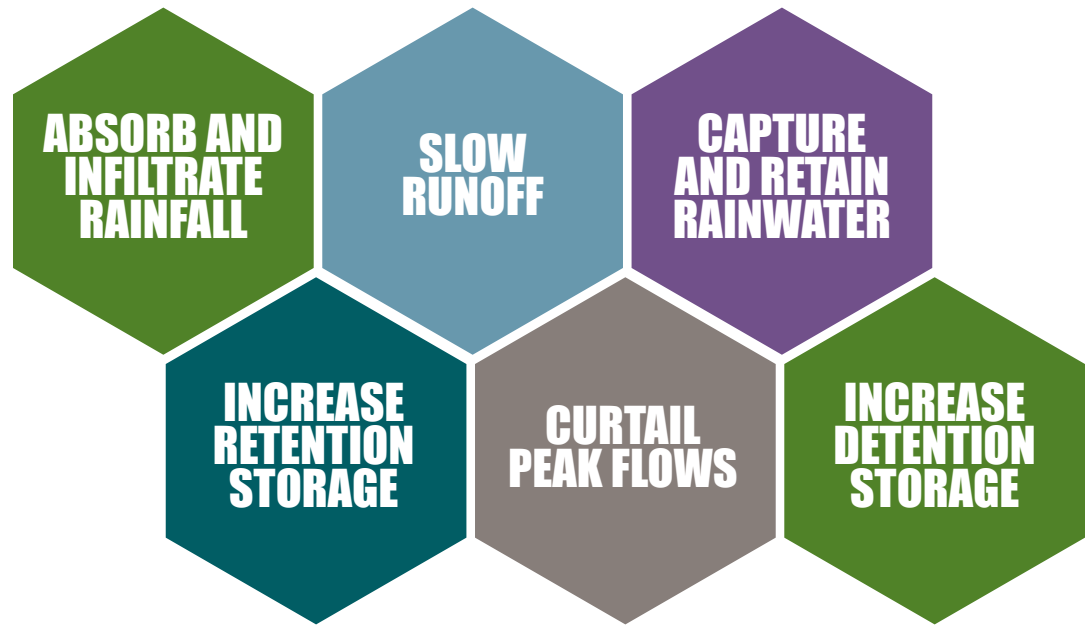 ABSORB AND
INFILTRATE
RAINFALL
SLOW
RUNOFF
CAPTURE
AND RETAIN
RAINWATER
INCREASE
RETENTION
STORAGE
CURTAIL
PEAK FLOWS
INCREASE
DETENTION
STORAGE